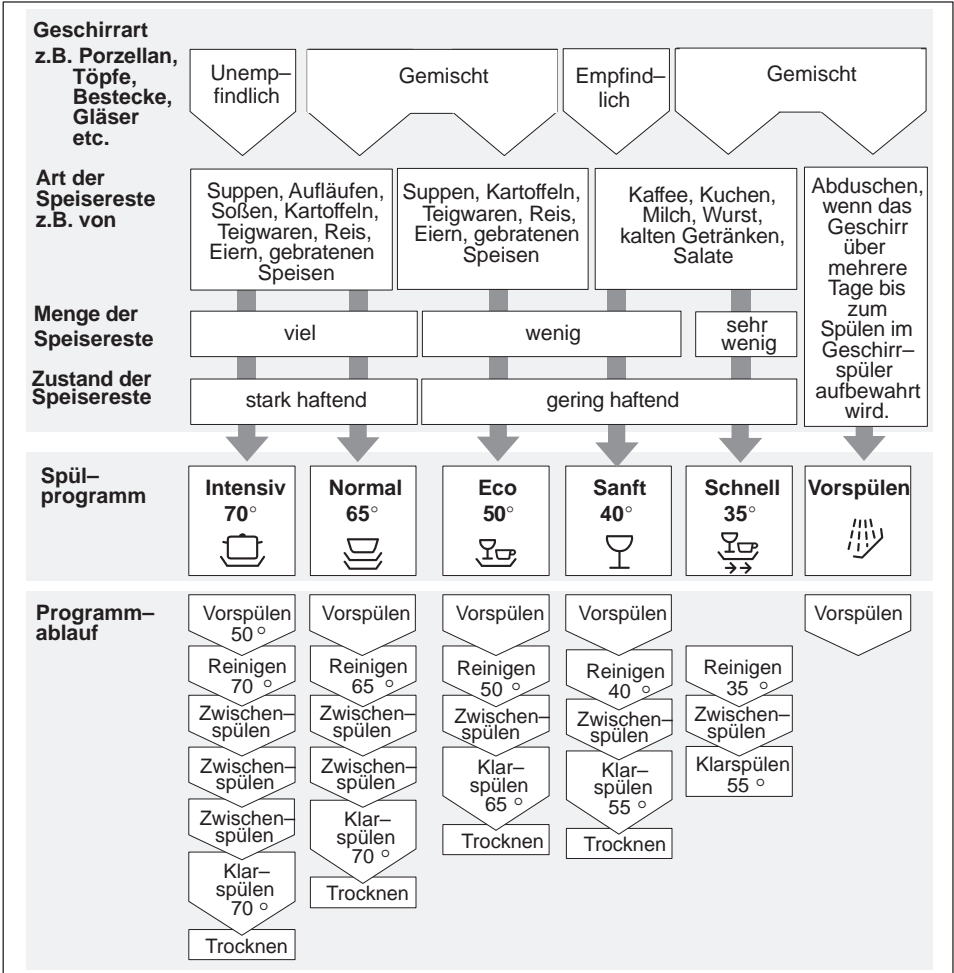 Geschirrart
z.B. Porzellan,
Töpfe,
Bestecke,
Gläser
etc.
Unemp–
findlich
Gemischt
Empfind–
lich
Gemischt
Art der
Speisereste
z.B. von
Suppen, Aufläufen,
Soßen, Kartoffeln,
Teigwaren, Reis,
Eiern, gebratenen
Speisen
Suppen, Kartoffeln,
Teigwaren, Reis,
Eiern, gebratenen
Speisen
Kaffee, Kuchen,
Milch, Wurst,
kalten Getränken,
Salate
Abduschen,
wenn das
Geschirr
über
mehrere
Tage bis
zum
Spülen im
Geschirr–
spüler
aufbewahrt
wird.
Menge der
Speisereste
viel
wenig
sehr
wenig
Zustand der
Speisereste
stark haftend
gering haftend
Spül–
programm
Intensiv
70°
Normal
65°
Eco
50°
Sanft
40°
Schnell
35°
Vorspülen
Programm–
ablauf
Vorspülen
50 °
Reinigen
70 °
Zwischen–
spülen
Zwischen–
spülen
Zwischen–
spülen
Klar–
spülen
70 °
Trocknen
Vorspülen
Reinigen
65 °
Zwischen–
spülen
Zwischen–
spülen
Klar–
spülen
70 °
Trocknen
Vorspülen
Reinigen
50 °
Zwischen–
spülen
Klar–
spülen
65 °
Trocknen
Vorspülen
Reinigen
40 °
Zwischen–
spülen
Klar–
spülen
55 °
Trocknen
Reinigen
35 °
Zwischen–
spülen
Klarspülen
55 °
Vorspülen